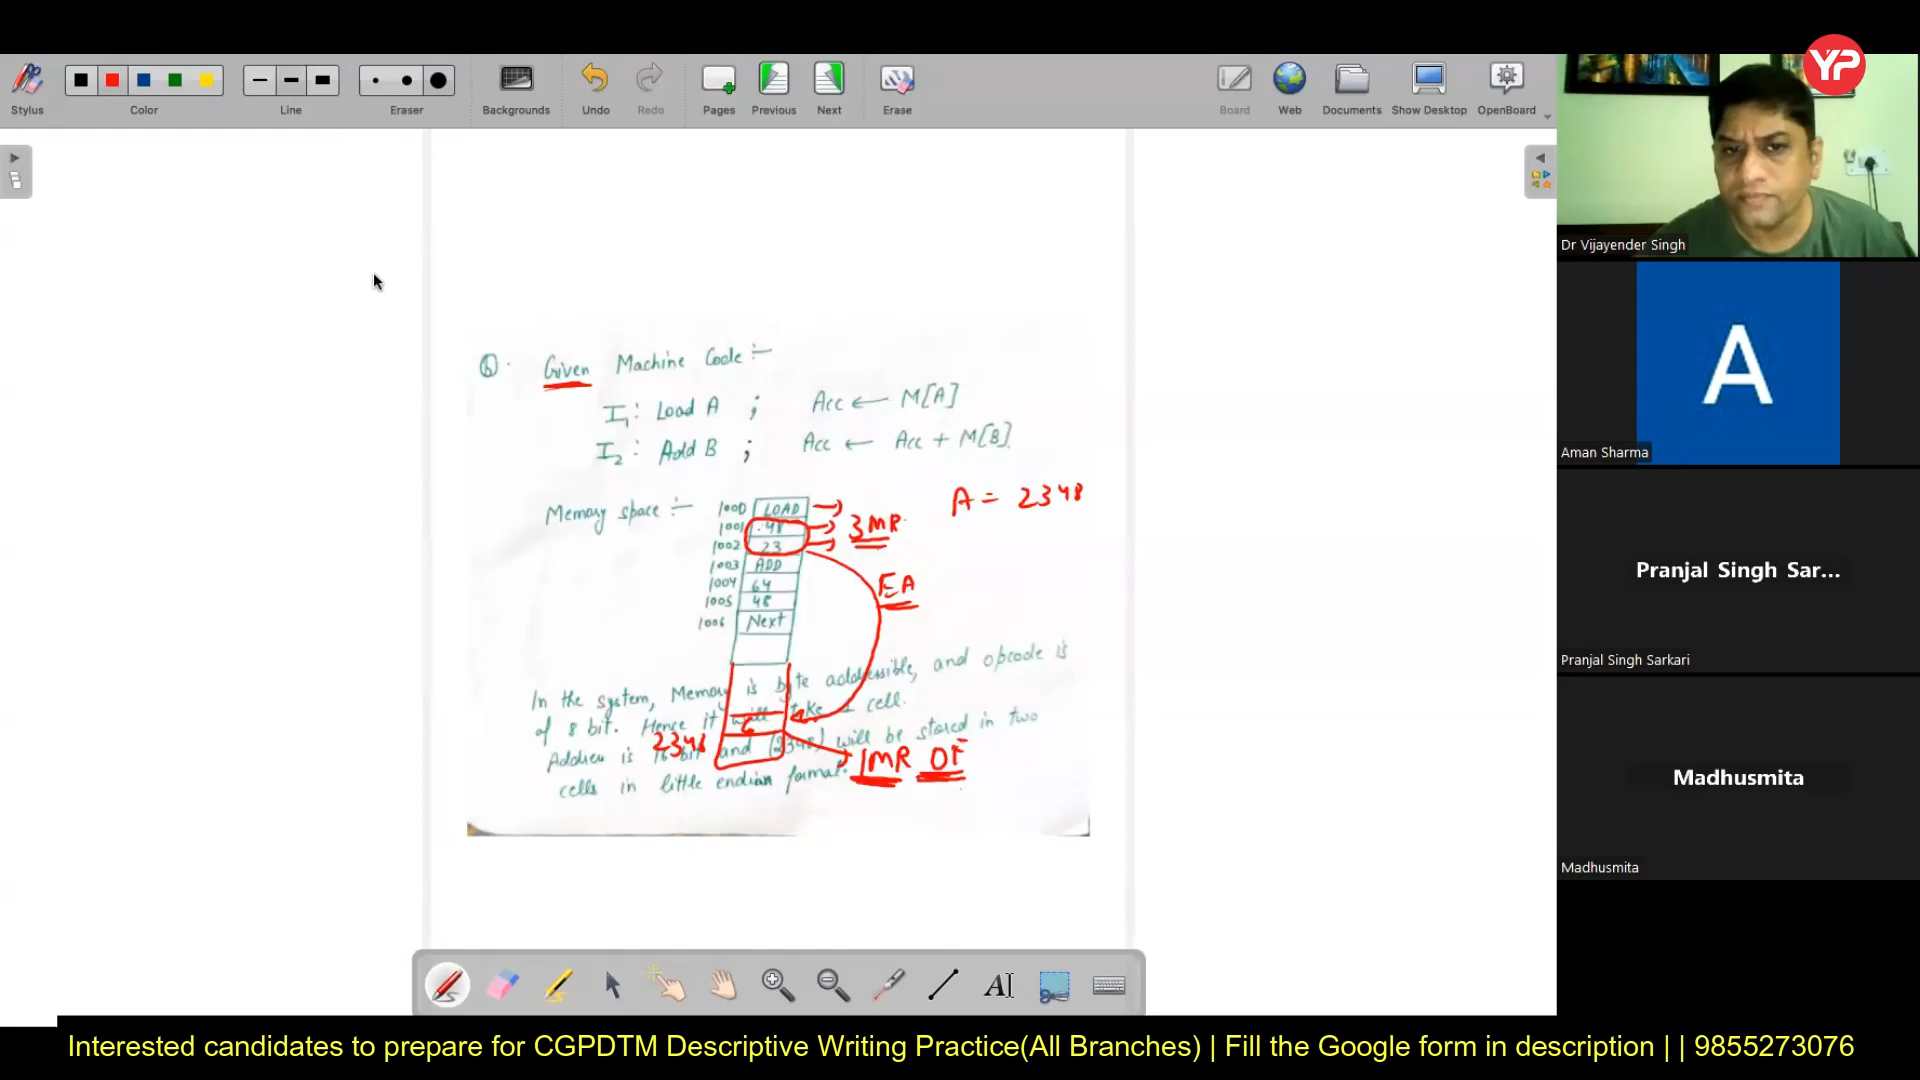 YP
Stylus
Color
Line
Eraser
Backgrounds
Undo
Redo
Pages
Previous
Next
Erase
Board
Web
Documents
Show Desktop
OpenBoard
Dr Vijayender Singh
A
Aman Sharma
Pranjal Singh Sar...
Pranjal Singh Sarkari
Madhusmita
Madhusmita
Given Machine Code :-
I1: Load A ; Acc ← M[A]
I2: Add B ; Acc ← Acc + M[B]
A = 2348
Memory space :-
1000 LOAD
1001 48
1002 23
1003 ADD
1004 64
1005 48
1006 Next
3MR
EA
In the system, Memory is byte addressible, and opcode is
of 8 bit. Hence it will take 1 cell.
Address is 16 bit and (2348) will be stored in two
cells in little endian format.
2348
6
1MR OF
Interested candidates to prepare for CGPDTM Descriptive Writing Practice(All Branches) | Fill the Google form in description | | 9855273076